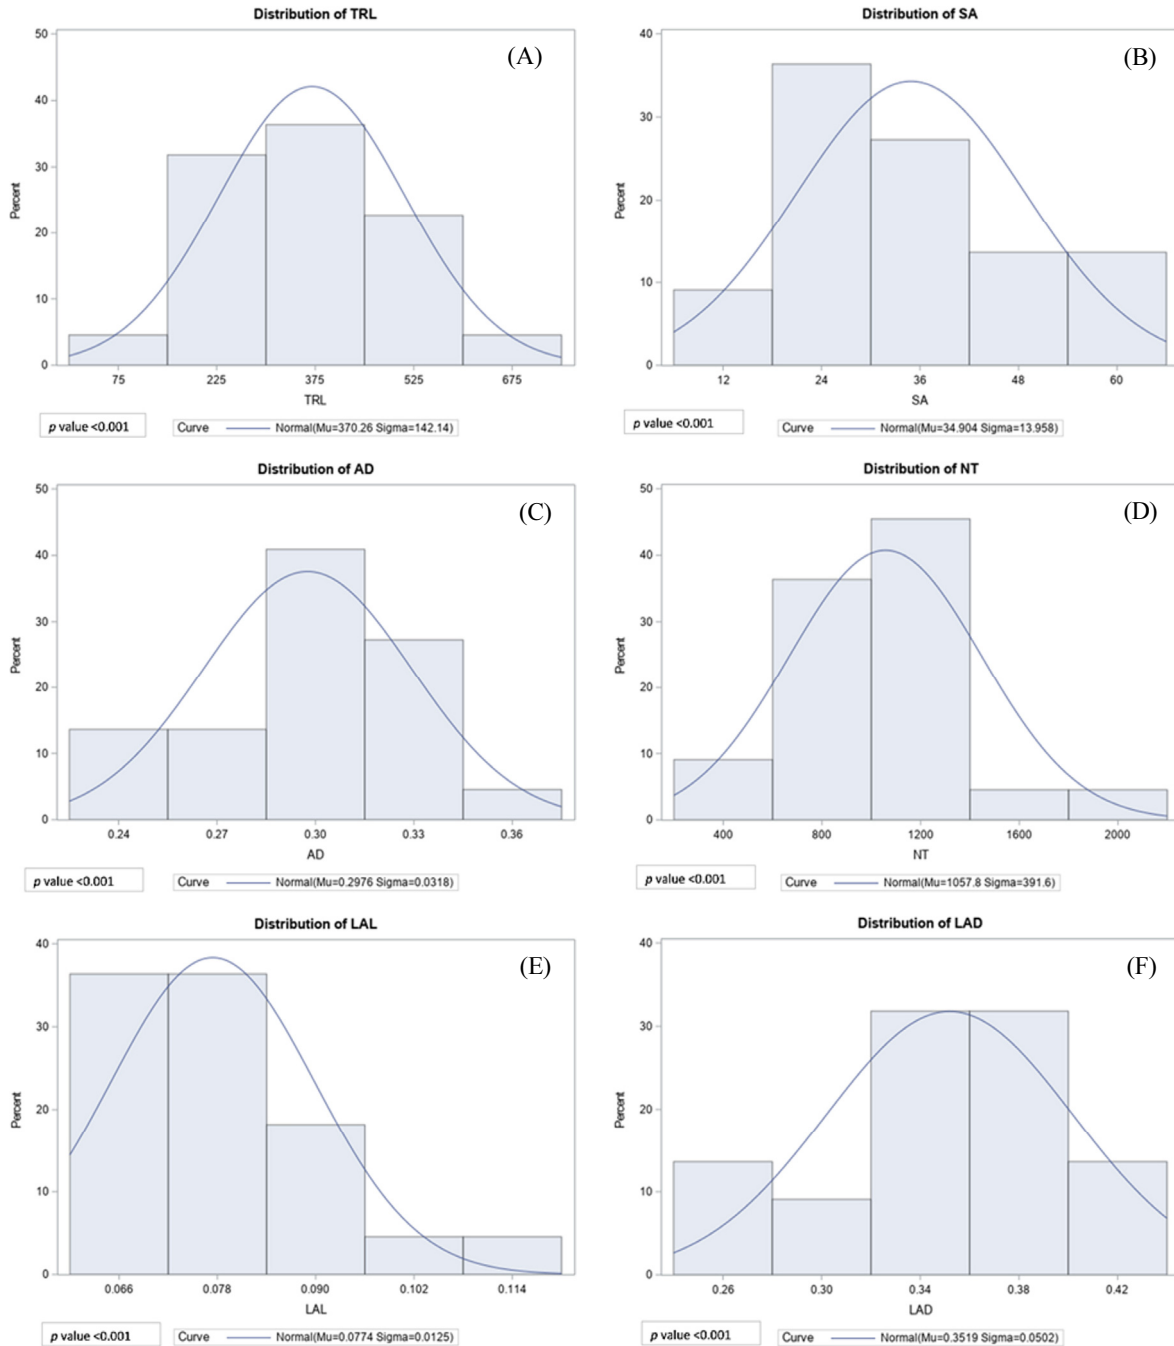 Distribution of TRL
(A)
50
40
30
20
10
0
Percent
75 225 375 525 675
TRL
p value <0.001
Curve Normal(Mu=370.26 Sigma=142.14)
Distribution of SA
(B)
40
30
20
10
0
Percent
12 24 36 48 60
SA
p value <0.001
Curve Normal(Mu=34.904 Sigma=13.958)
Distribution of AD
(C)
50
40
30
20
10
0
Percent
0.24 0.27 0.30 0.33 0.36
AD
p value <0.001
Curve Normal(Mu=0.2976 Sigma=0.0318)
Distribution of NT
(D)
50
40
30
20
10
0
Percent
400 800 1200 1600 2000
NT
p value <0.001
Curve Normal(Mu=1057.8 Sigma=391.6)
Distribution of LAL
(E)
40
30
20
10
0
Percent
0.066 0.078 0.090 0.102 0.114
LAL
p value <0.001
Curve Normal(Mu=0.0774 Sigma=0.0125)
Distribution of LAD
(F)
40
30
20
10
0
Percent
0.26 0.30 0.34 0.38 0.42
LAD
p value <0.001
Curve Normal(Mu=0.3519 Sigma=0.0502)